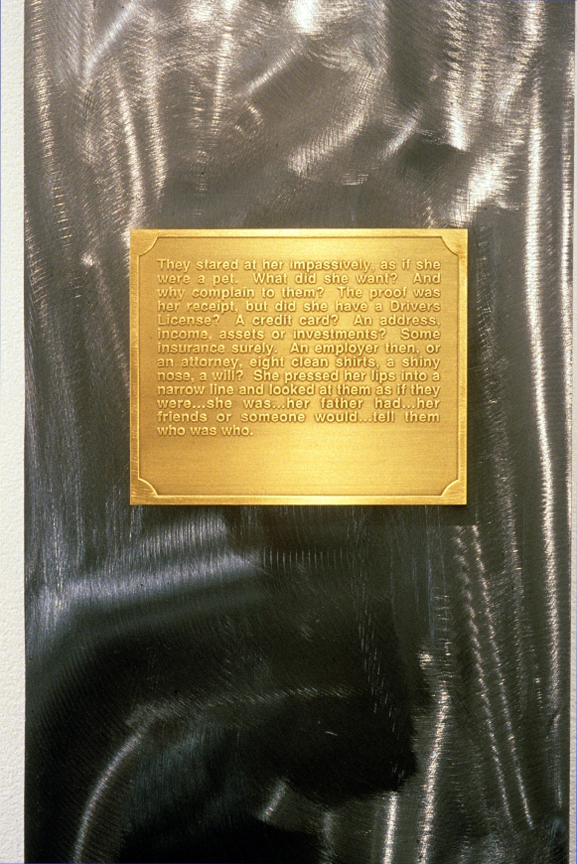 They stared at her impassively, as if she
were a pet. What did she want? And
why complain to them? The proof was
her receipt, but did she have a Drivers
License? A credit card? An address,
income, assets or investments? Some
insurance surely. An employer then, or
an attorney, eight clean shirts, a shiny
nose, a will? She pressed her lips into a
narrow line and looked at them as if they
were...she was...her father had...her
friends or someone would...tell them
who was who.